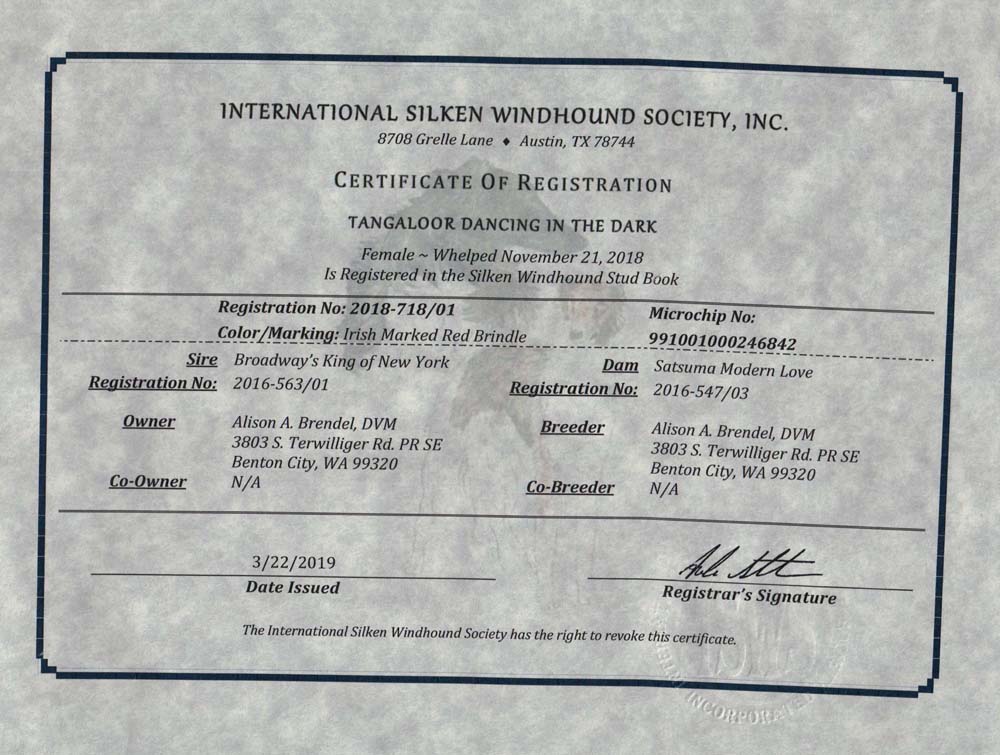 INTERNATIONAL SILKEN WINDHOUND SOCIETY, INC.
8708 Grelle Lane ♦ Austin, TX 78744
CERTIFICATE OF REGISTRATION
TANGALOOR DANCING IN THE DARK
Female ~ Whelped November 21, 2018
Is Registered in the Silken Windhound Stud Book
Registration No: 2018-718/01 Microchip No:
Color/Marking: Irish Marked Red Brindle 991001000246842
Sire Broadway's King of New York Dam Satsuma Modern Love
Registration No: 2016-563/01 Registration No: 2016-547/03
Owner Alison A. Brendel, DVM Breeder Alison A. Brendel, DVM
3803 S. Terwilliger Rd. PR SE 3803 S. Terwilliger Rd. PR SE
Benton City, WA 99320 Benton City, WA 99320
Co-Owner N/A Co-Breeder N/A
3/22/2019
Date Issued Registrar's Signature
The International Silken Windhound Society has the right to revoke this certificate.
INCORPORATED